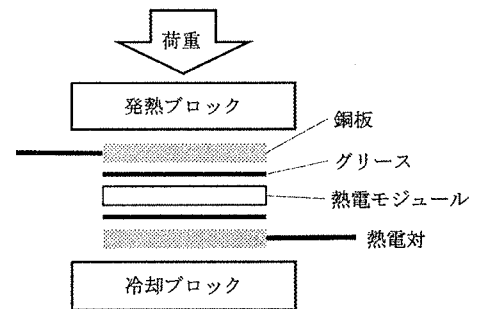 荷重
発熱ブロック
銅板
グリース
熱電モジュール
熱電対
冷却ブロック